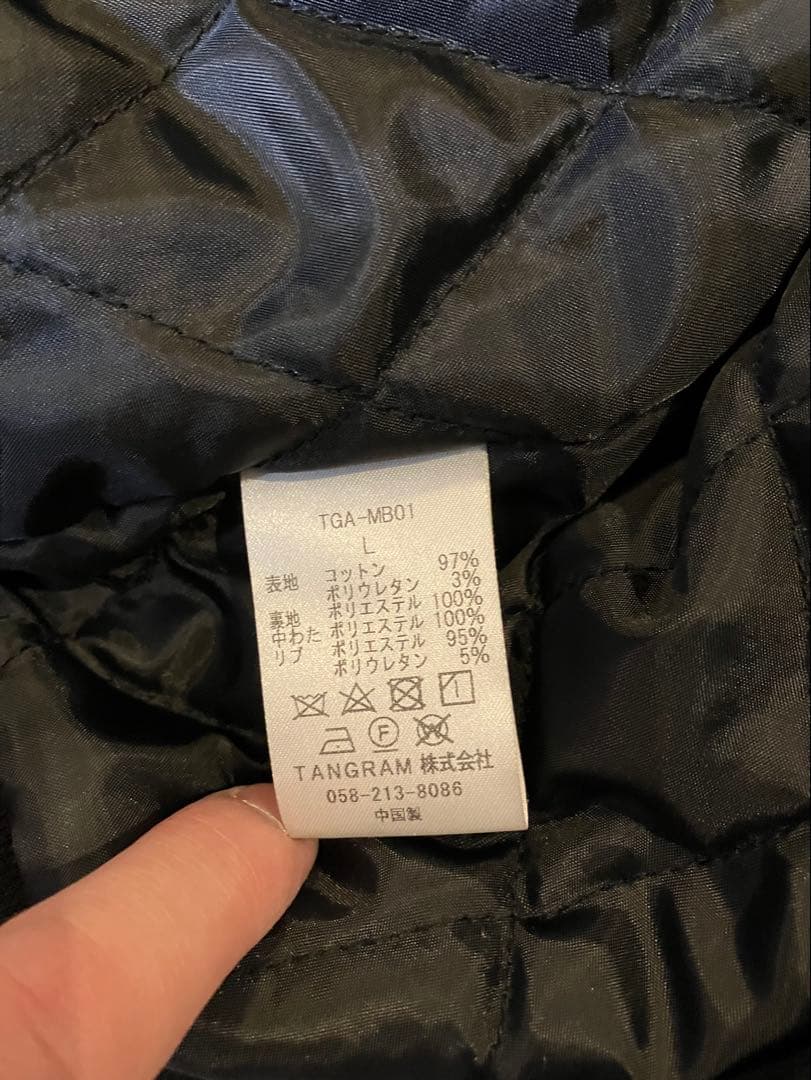 TGA-MB01
L
表地 コットン 97%
ポリウレタン 3%
裏地 ポリエステル 100%
中わた ポリエステル 100%
リブ ポリエステル 95%
ポリウレタン 5%
1
F
W
TANGRAM 株式会社
058-213-8086
中国製